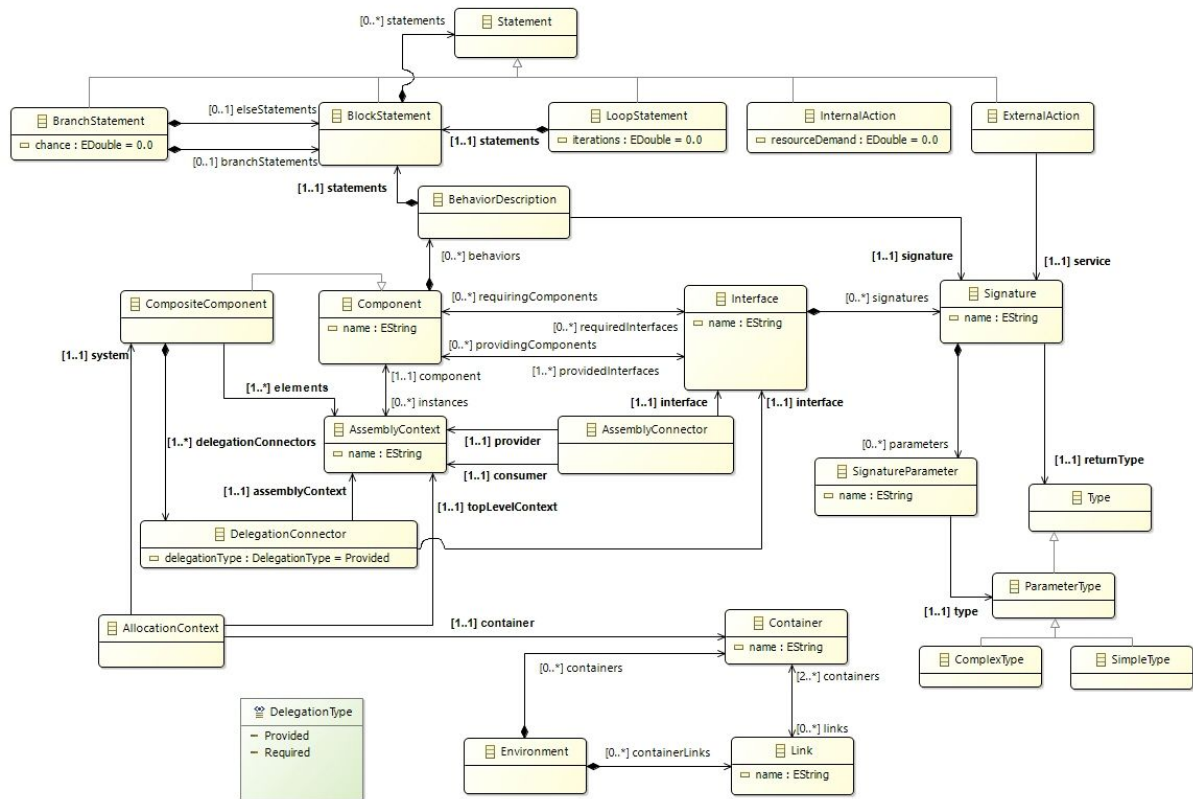 [0..*] statements
Statement
BranchStatement
chance : EDouble = 0.0
[0..1] elseStatements
[0..1] branchStatements
BlockStatement
[1..1] statements
LoopStatement
iterations : EDouble = 0.0
InternalAction
resourceDemand : EDouble = 0.0
ExternalAction
[1..1] statements
BehaviorDescription
[0..*] behaviors
[1..1] signature
[1..1] service
CompositeComponent
Component
name : EString
[0..*] requiringComponents
[0..*] requiredInterfaces
[0..*] providingComponents
[1..*] providedInterfaces
Interface
name : EString
[0..*] signatures
Signature
name : EString
[1..1] system
[1..*] elements
[1..1] component
[0..*] instances
[1..1] interface
[1..1] interface
[1..*] delegationConnectors
AssemblyContext
name : EString
[1..1] provider
[1..1] consumer
AssemblyConnector
[0..*] parameters
SignatureParameter
name : EString
[1..1] returnType
Type
[1..1] assemblyContext
[1..1] topLevelContext
DelegationConnector
delegationType : DelegationType = Provided
ParameterType
[1..1] type
AllocationContext
[1..1] container
Container
name : EString
ComplexType
SimpleType
[0..*] containers
[2..*] containers
DelegationType
Provided
Required
[0..*] links
Environment
[0..*] containerLinks
Link
name : EString